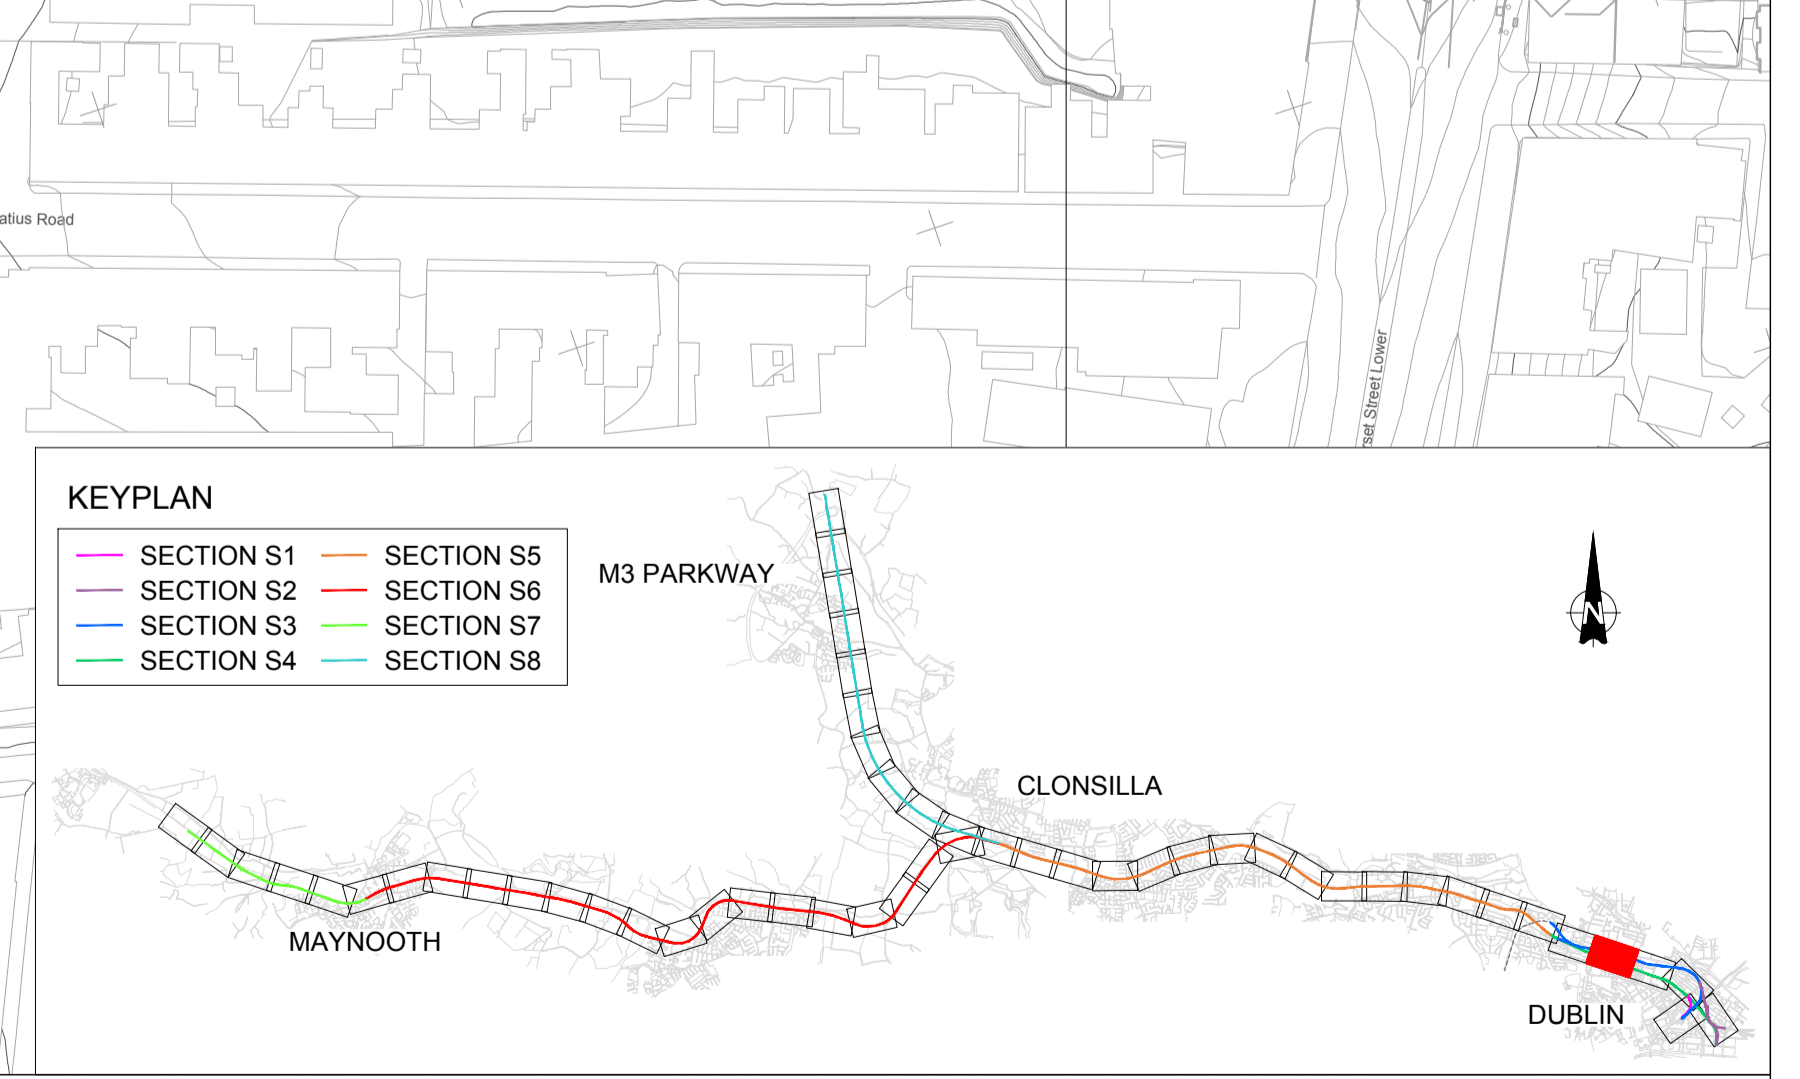 atius Road
rset Street Lower
KEYPLAN
SECTION S1
SECTION S5
SECTION S2
SECTION S6
SECTION S3
SECTION S7
SECTION S4
SECTION S8
M3 PARKWAY
N
CLONSILLA
MAYNOOTH
DUBLIN